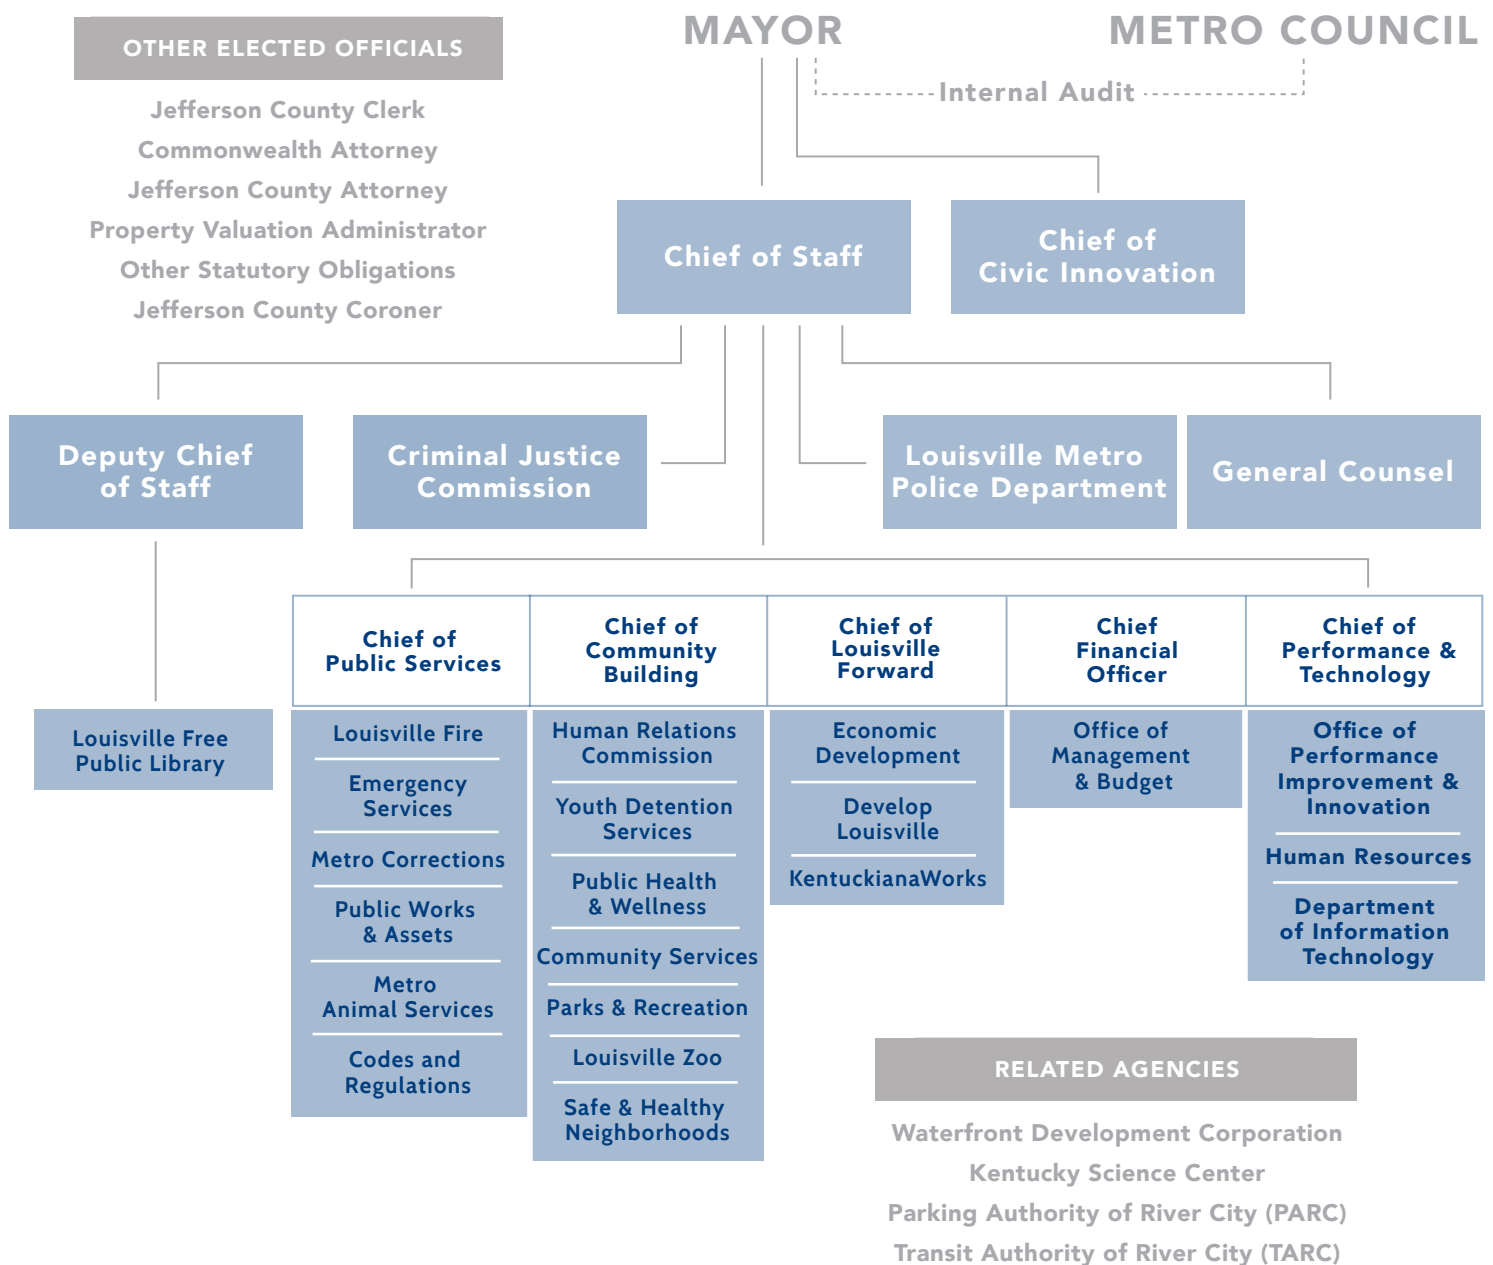 OTHER ELECTED OFFICIALS
Jefferson County Clerk
Commonwealth Attorney
Jefferson County Attorney
Property Valuation Administrator
Other Statutory Obligations
Jefferson County Coroner
MAYOR
METRO COUNCIL
Internal Audit
Chief of Staff
Chief of
Civic Innovation
Deputy Chief
of Staff
Criminal Justice
Commission
Louisville Metro
Police Department
General Counsel
Louisville Free
Public Library
Chief of
Public Services
Louisville Fire
Emergency
Services
Metro Corrections
Public Works
& Assets
Metro
Animal Services
Codes and
Regulations
Chief of
Community
Building
Human Relations
Commission
Youth Detention
Services
Public Health
& Wellness
Community Services
Parks & Recreation
Louisville Zoo
Safe & Healthy
Neighborhoods
Chief of
Louisville
Forward
Economic
Development
Develop
Louisville
KentuckianaWorks
Chief
Financial
Officer
Office of
Management
& Budget
Chief of
Performance &
Technology
Office of
Performance
Improvement &
Innovation
Human Resources
Department
of Information
Technology
RELATED AGENCIES
Waterfront Development Corporation
Kentucky Science Center
Parking Authority of River City (PARC)
Transit Authority of River City (TARC)